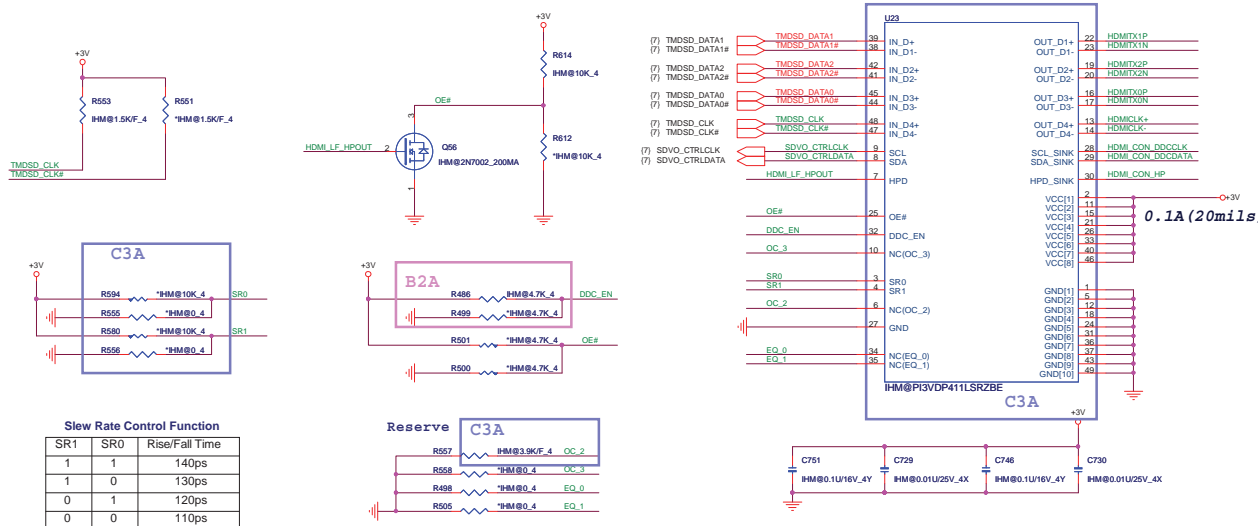 +3V
R553
IHM@1.5K/F_4
R551
*IHM@1.5K/F_4
TMDSD_CLK
TMDSD_CLK#
+3V
R614
IHM@10K_4
OE#
3
HDMI_LF_HPOUT
2
Q56
IHM@2N7002_200MA
1
R612
*IHM@10K_4
U23
{7} TMDSD_DATA1 TMDSD_DATA1 39 IN_D+ OUT_D1+ 22 HDMITX1P
{7} TMDSD_DATA1# TMDSD_DATA1# 38 IN_D1- OUT_D1- 23 HDMITX1N
{7} TMDSD_DATA2 TMDSD_DATA2 42 IN_D2+ OUT_D2+ 19 HDMITX2P
{7} TMDSD_DATA2# TMDSD_DATA2# 41 IN_D2- OUT_D2- 20 HDMITX2N
{7} TMDSD_DATA0 TMDSD_DATA0 45 IN_D3+ OUT_D3+ 16 HDMITX0P
{7} TMDSD_DATA0# TMDSD_DATA0# 44 IN_D3- OUT_D3- 17 HDMITX0N
{7} TMDSD_CLK TMDSD_CLK 48 IN_D4+ OUT_D4+ 13 HDMICLK+
{7} TMDSD_CLK# TMDSD_CLK# 47 IN_D4- OUT_D4- 14 HDMICLK-
{7} SDVO_CTRLCLK SDVO_CTRLCLK 9 SCL SCL_SINK 28 HDMI_CON_DDCCLK
{7} SDVO_CTRLDATA SDVO_CTRLDATA 8 SDA SDA_SINK 29 HDMI_CON_DDCDATA
HDMI_LF_HPOUT 7 HPD HPD_SINK 30 HDMI_CON_HP
VCC[1] 2 +3V
VCC[2] 11
VCC[3] 15
VCC[4] 21
VCC[5] 26
VCC[6] 33
VCC[7] 40
VCC[8] 46
0.1A(20mils
OE# 25 OE#
DDC_EN 32 DDC_EN
OC_3 10 NC(OC_3)
SR0 3 SR0
SR1 4 SR1
OC_2 6 NC(OC_2)
27 GND
EQ_0 34 NC(EQ_0)
EQ_1 35 NC(EQ_1)
GND[1] 1
GND[2] 5
GND[3] 12
GND[4] 18
GND[5] 24
GND[6] 31
GND[7] 36
GND[8] 37
GND[9] 43
GND[10] 49
IHM@PI3VDP411LSRZBE
C3A
C3A
+3V
R594 *IHM@10K_4 SR0
R555 *IHM@0_4
R580 *IHM@10K_4 SR1
R556 *IHM@0_4
+3V
B2A
R486 IHM@4.7K_4 DDC_EN
R499 *IHM@4.7K_4
R501 *IHM@4.7K_4 OE#
R500 *IHM@4.7K_4
Slew Rate Control Function
SR1 SR0 Rise/Fall Time
1 1 140ps
1 0 130ps
0 1 120ps
0 0 110ps
Reserve
C3A
R557 IHM@3.9K/F_4 OC_2
R558 *IHM@0_4 OC_3
R498 *IHM@0_4 EQ_0
R505 *IHM@0_4 EQ_1
+3V
C751
IHM@0.1U/16V_4Y
C729
IHM@0.01U/25V_4X
C746
IHM@0.1U/16V_4Y
C730
IHM@0.01U/25V_4X